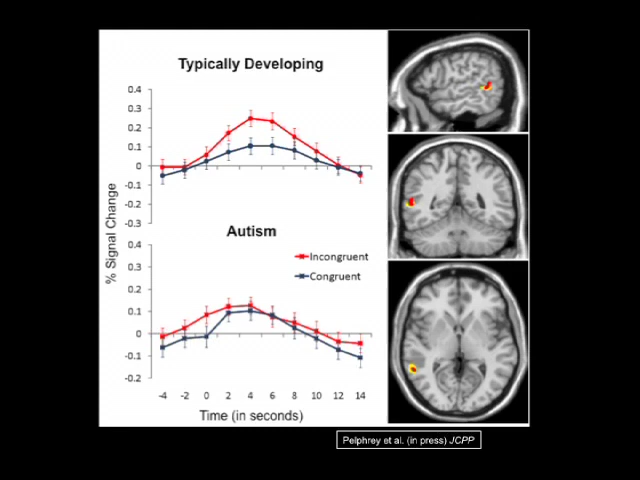 Typically Developing
0.4
0.3
0.2
0.1
0
-0.1
-0.2
-0.3
% Signal Change
Autism
0.4
0.3
0.2
0.1
0
-0.1
-0.2
Incongruent
Congruent
-4 -2 0 2 4 6 8 10 12 14
Time (in seconds)
Pelphrey et al. (in press) JCPP